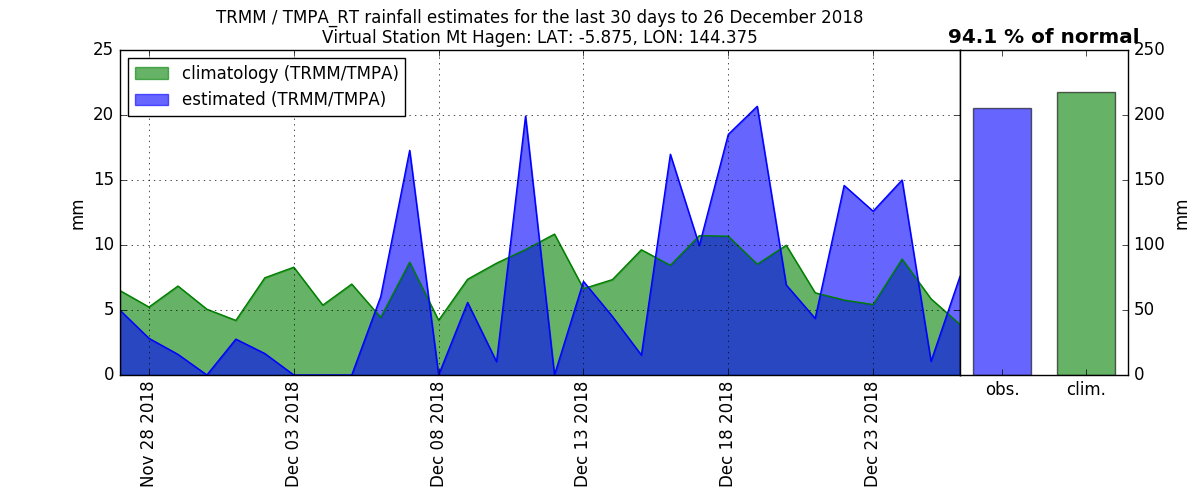 TRMM / TMPA_RT rainfall estimates for the last 30 days to 26 December 2018
Virtual Station Mt Hagen: LAT: -5.875, LON: 144.375
94.1 % of normal
climatology (TRMM/TMPA)
estimated (TRMM/TMPA)
25
20
15
10
5
0
mm
250
200
150
100
50
0
mm
Nov 28 2018
Dec 03 2018
Dec 08 2018
Dec 13 2018
Dec 18 2018
Dec 23 2018
obs.
clim.